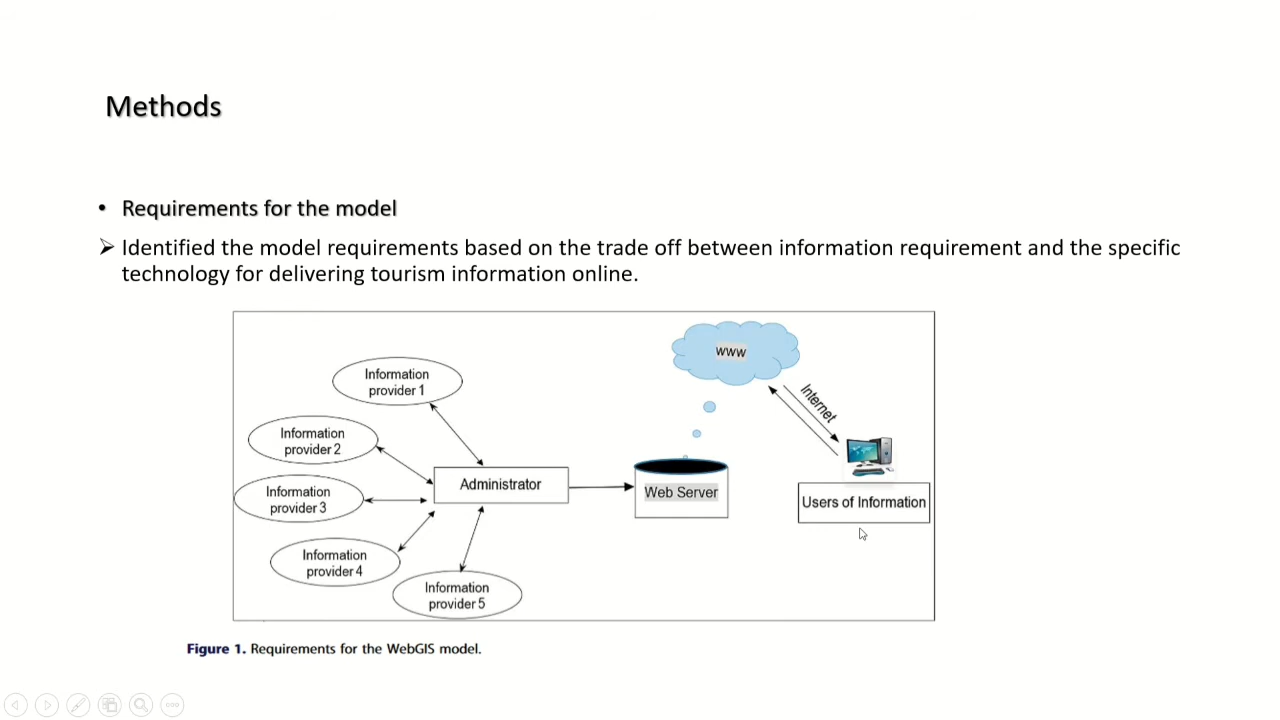 Methods
• Requirements for the model
➢ Identified the model requirements based on the trade off between information requirement and the specific
technology for delivering tourism information online.
www
Internet
Information
provider 1
Information
provider 2
Information
provider 3
Information
provider 4
Information
provider 5
Administrator
Web Server
Users of Information
Figure 1. Requirements for the WebGIS model.